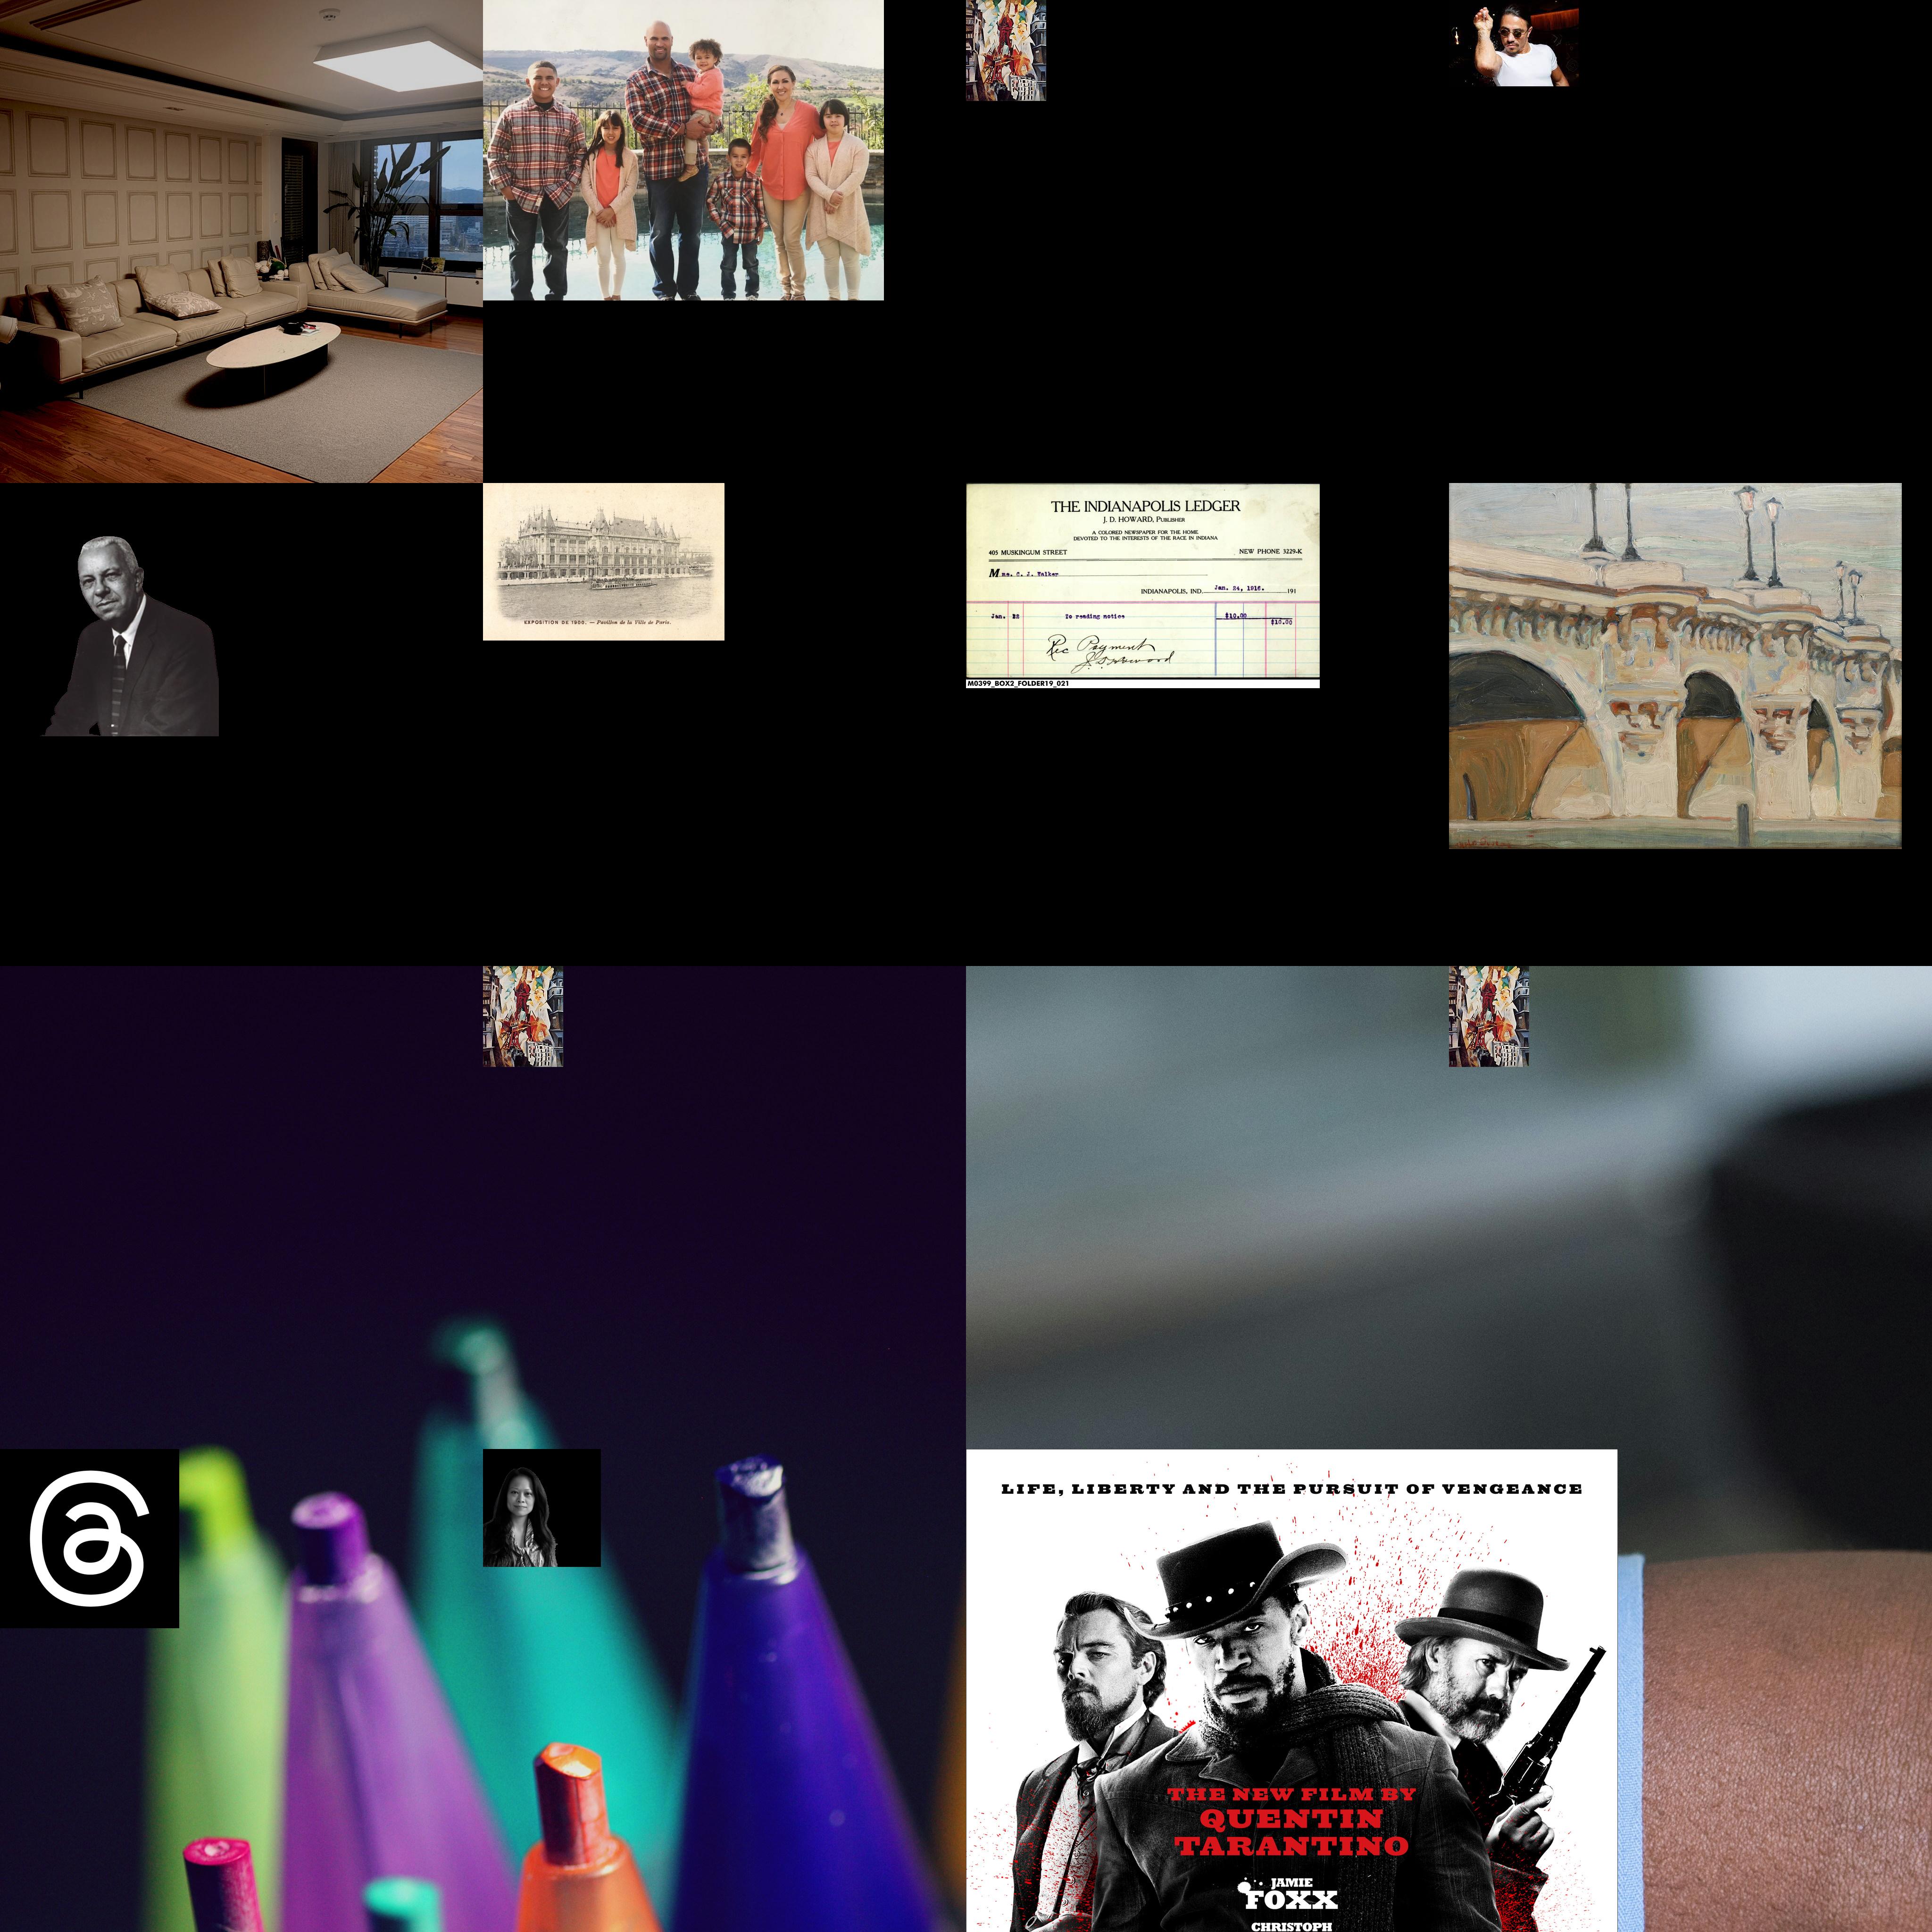 EXPOSITION DE 1900. — Pavillon de la Ville de Paris.
THE INDIANAPOLIS LEDGER
J. D. HOWARD, PUBLISHER
A COLORED NEWSPAPER FOR THE HOME
DEVOTED TO THE INTERESTS OF THE RACE IN INDIANA
405 MUSKINGUM STREET NEW PHONE 3229-K
Mme. C. J. Walker
INDIANAPOLIS, IND. Jan. 24, 1916. 191
Jan. 22 To reading notice $10.00
$10.00
Rec Payment
J. D. Howard
M0399_BOX2_FOLDER19_021
LIFE, LIBERTY AND THE PURSUIT OF VENGEANCE
THE NEW FILM BY
QUENTIN
TARANTINO
JAMIE
FOXX
CHRISTOPH